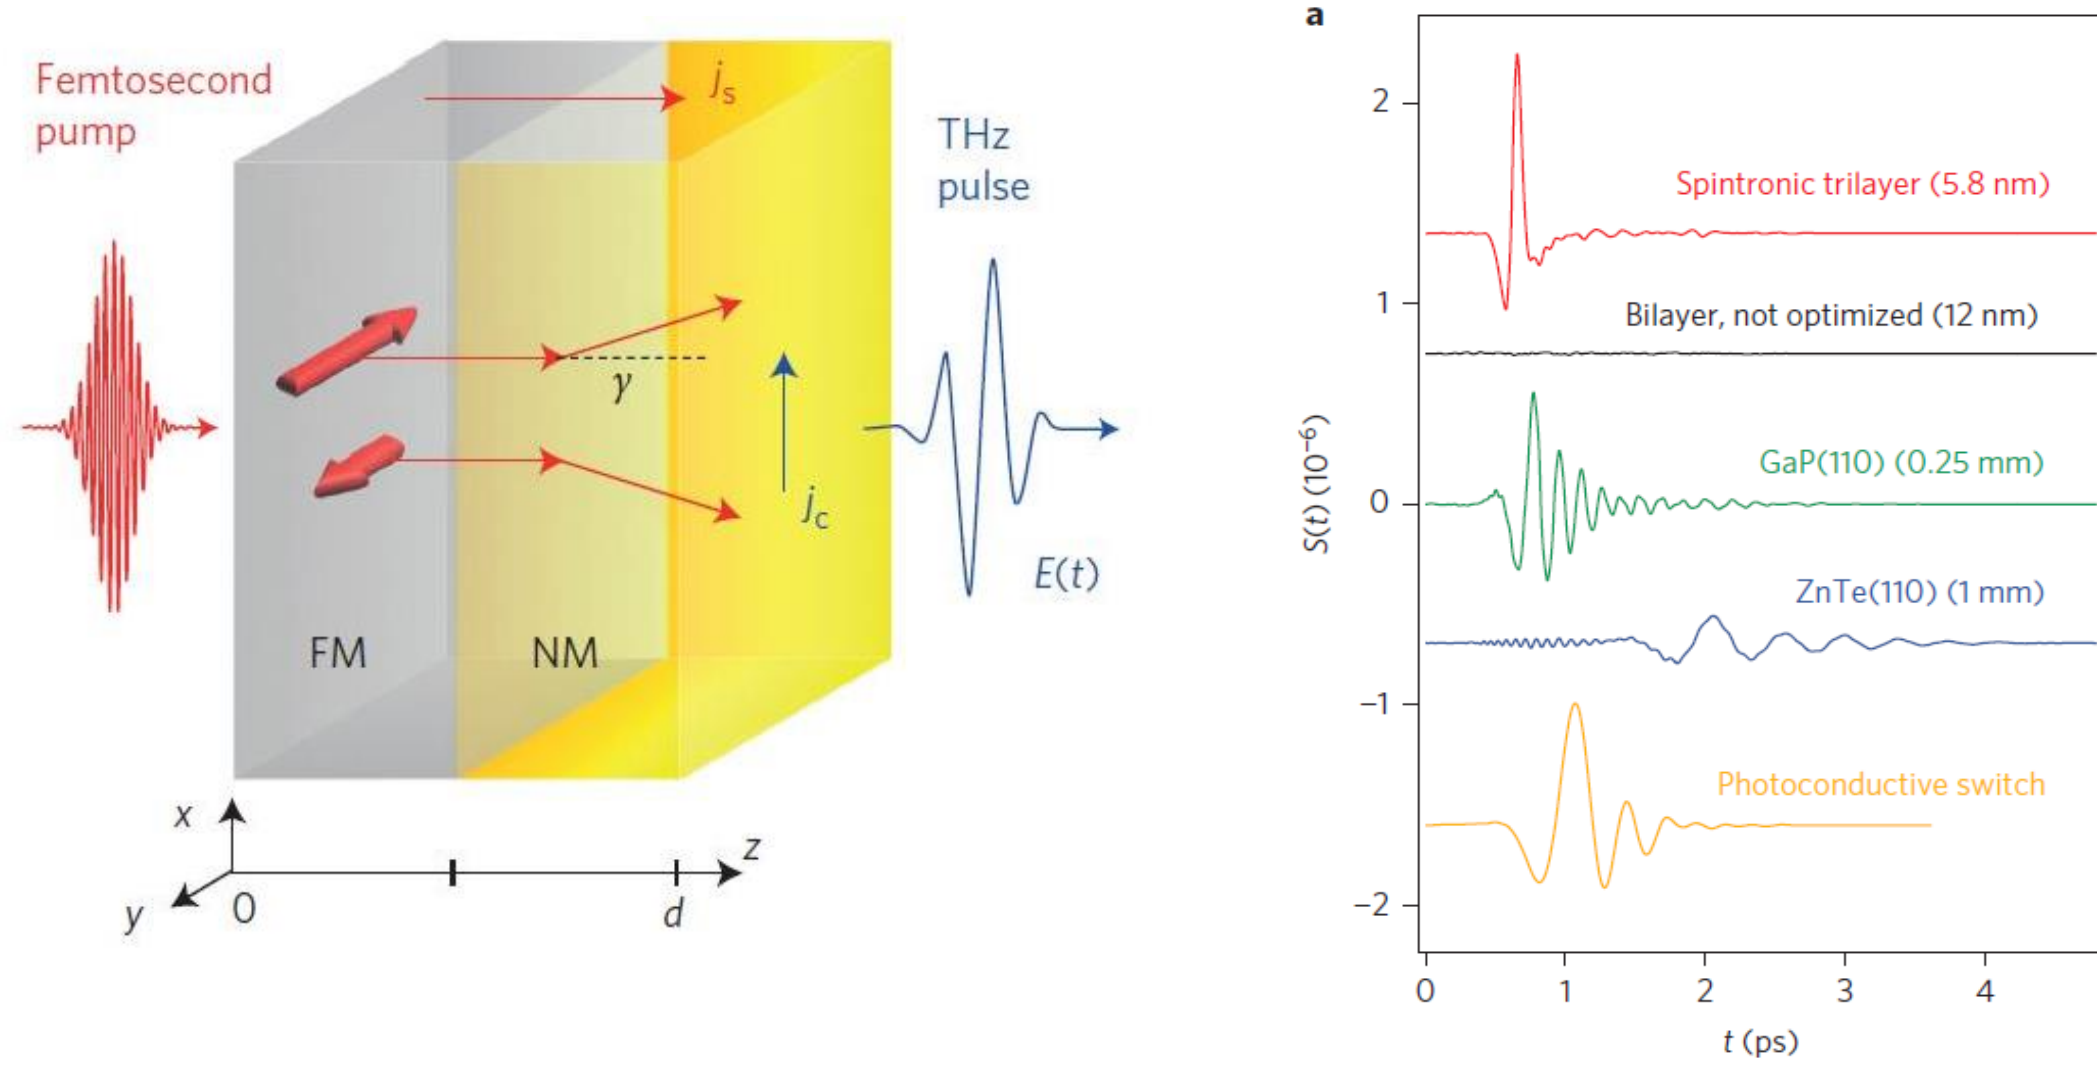 Femtosecond
pump
j_s
THz
pulse
γ
j_c
E(t)
FM
NM
x
y
0
d
z
a
S(t) (10⁻⁶)
2
1
0
−1
−2
Spintronic trilayer (5.8 nm)
Bilayer, not optimized (12 nm)
GaP(110) (0.25 mm)
ZnTe(110) (1 mm)
Photoconductive switch
0 1 2 3 4
t (ps)